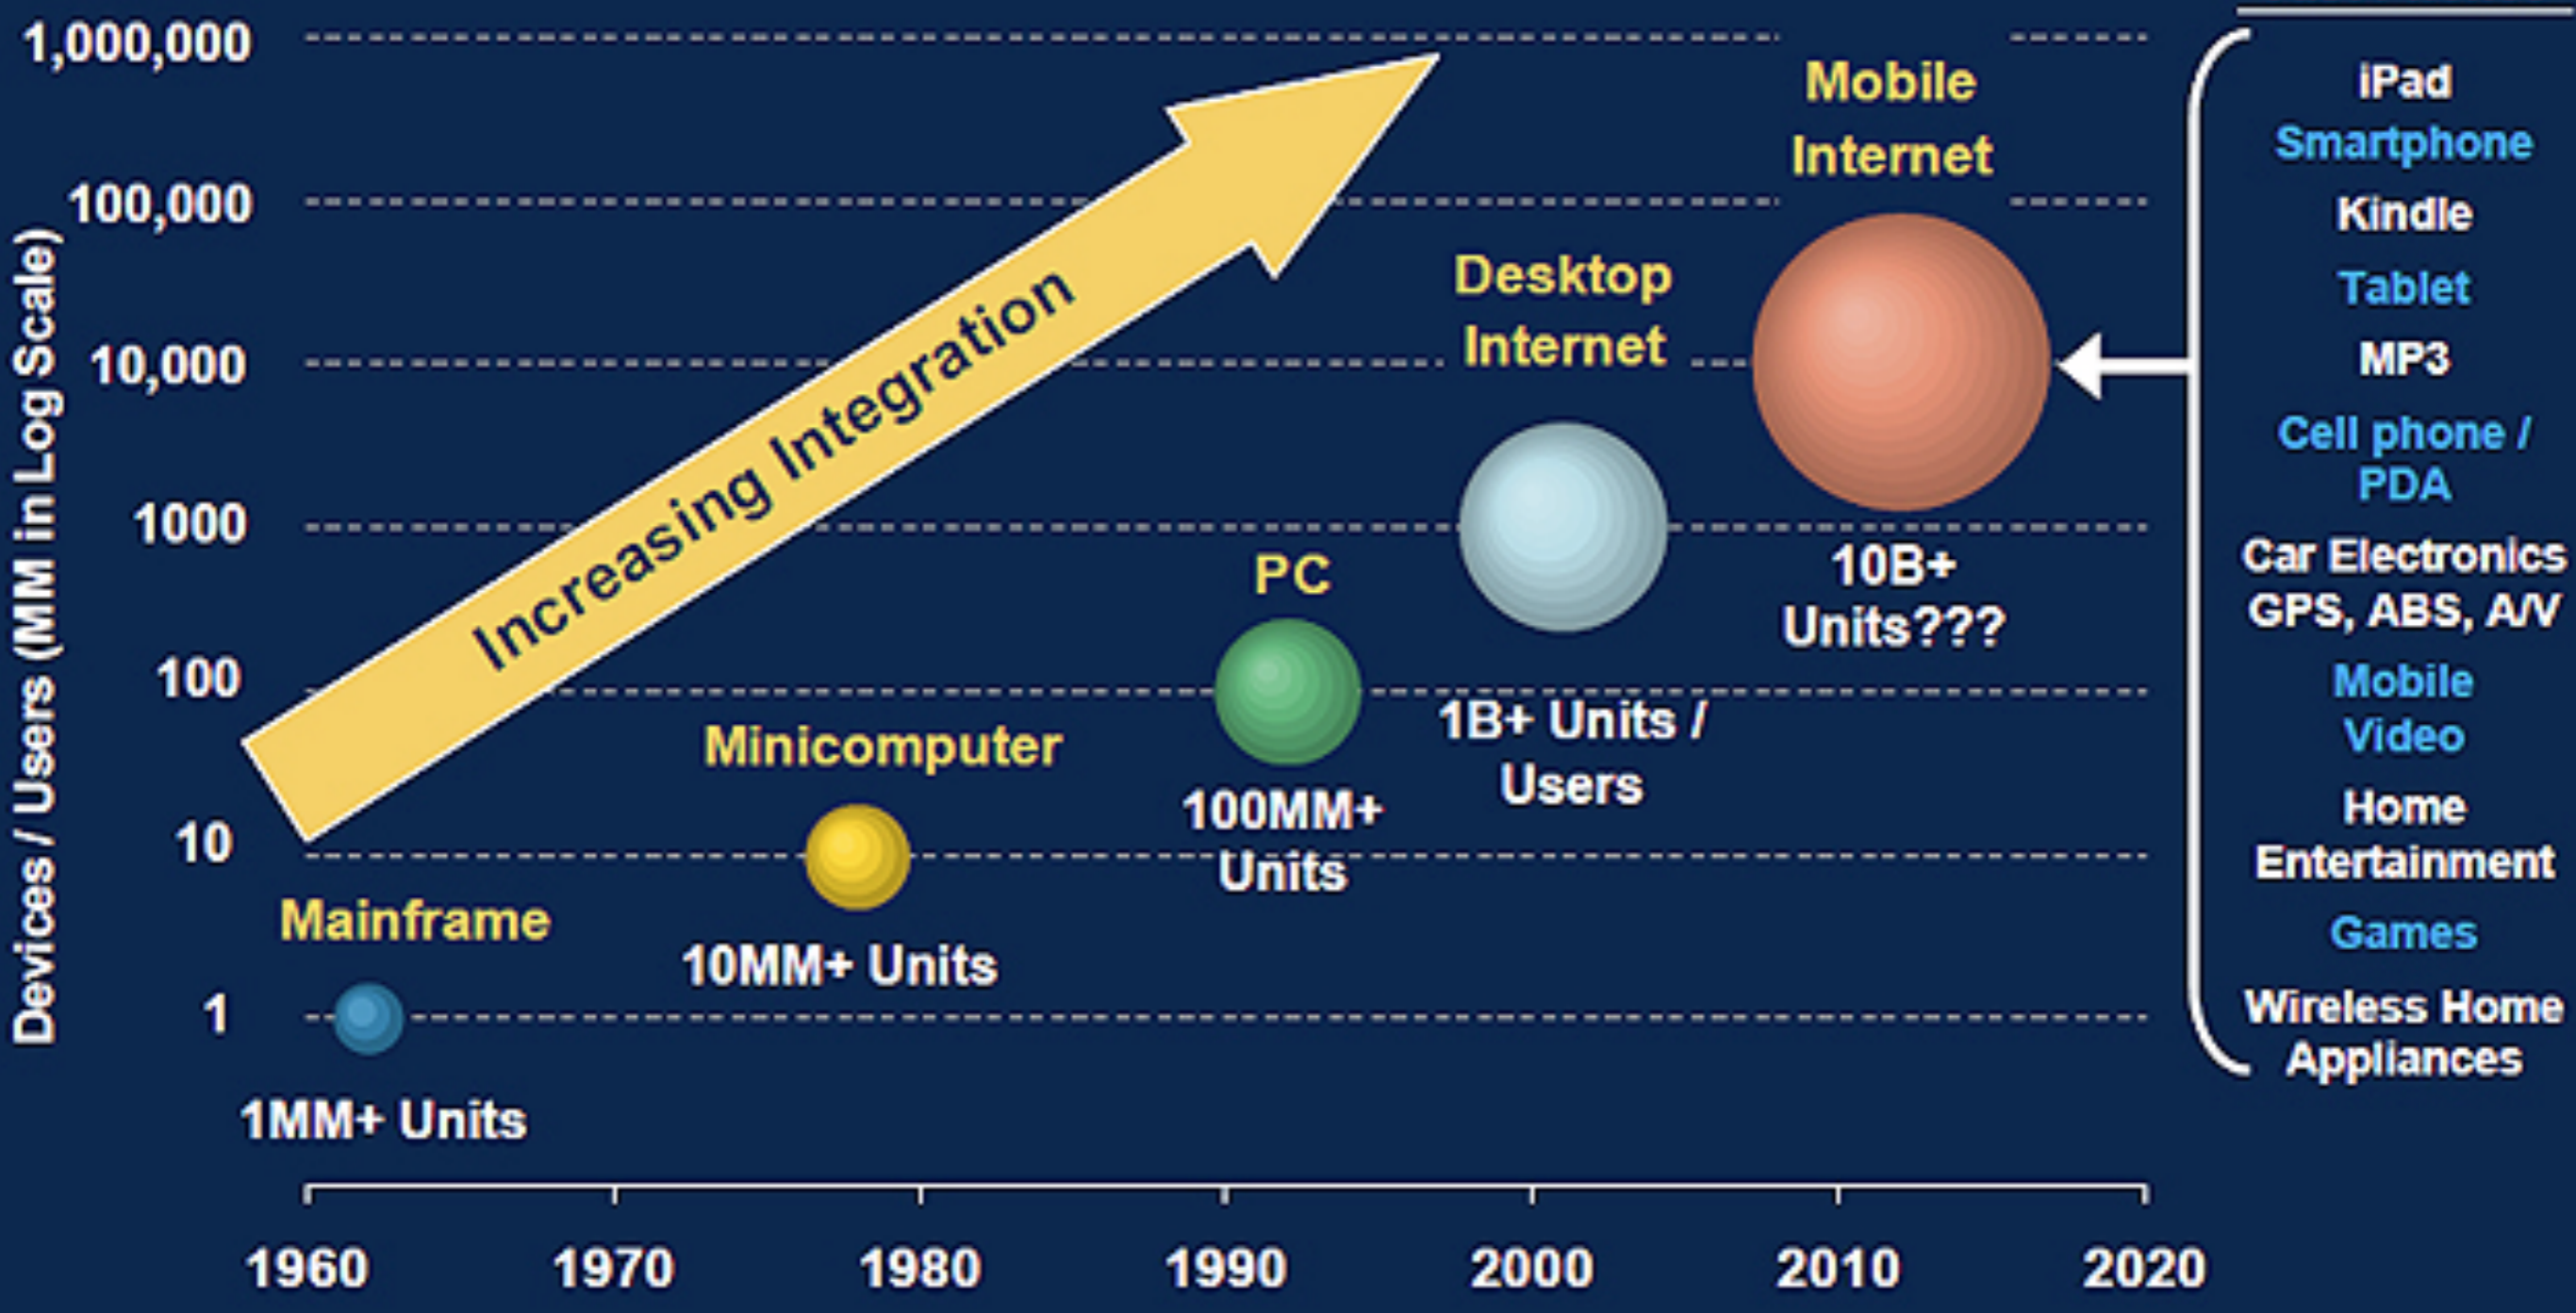 Devices / Users (MM in Log Scale)
1,000,000
100,000
10,000
1000
100
10
1
Increasing Integration
Mainframe
1MM+ Units
Minicomputer
10MM+ Units
PC
100MM+
Units
Desktop
Internet
1B+ Units /
Users
Mobile
Internet
10B+
Units???
1960
1970
1980
1990
2000
2010
2020
iPad
Smartphone
Kindle
Tablet
MP3
Cell phone /
PDA
Car Electronics
GPS, ABS, A/V
Mobile
Video
Home
Entertainment
Games
Wireless Home
Appliances